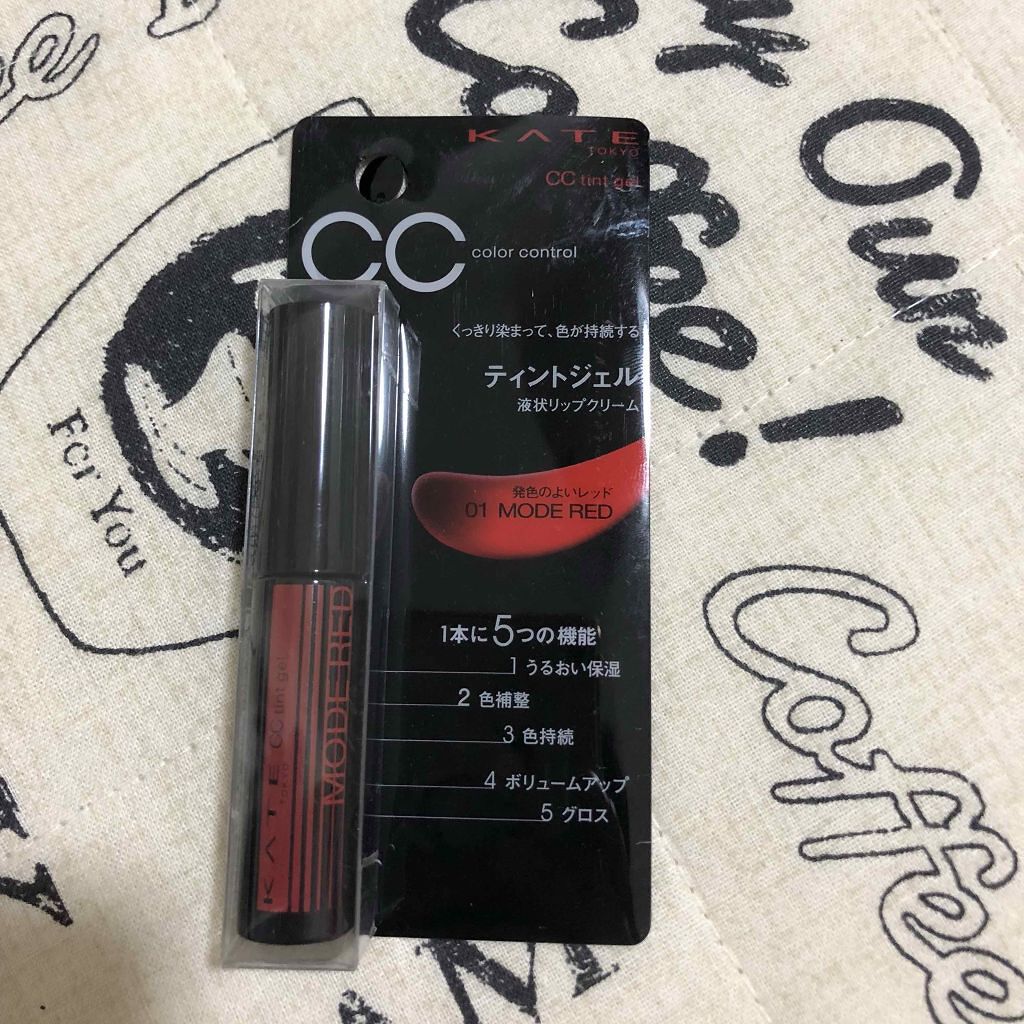 KATE
TOKYO
CC tint gel
CC color control
くっきり染まって、色が持続する
ティントジェル
液状リップクリーム
発色のよいレッド
01 MODE RED
1本に5つの機能
1 うるおい保湿
2 色補整
3 色持続
4 ボリュームアップ
5 グロス
KATE
TOKYO
CC tint gel
MODE RED
For You
Our
Coffee!
Coffee